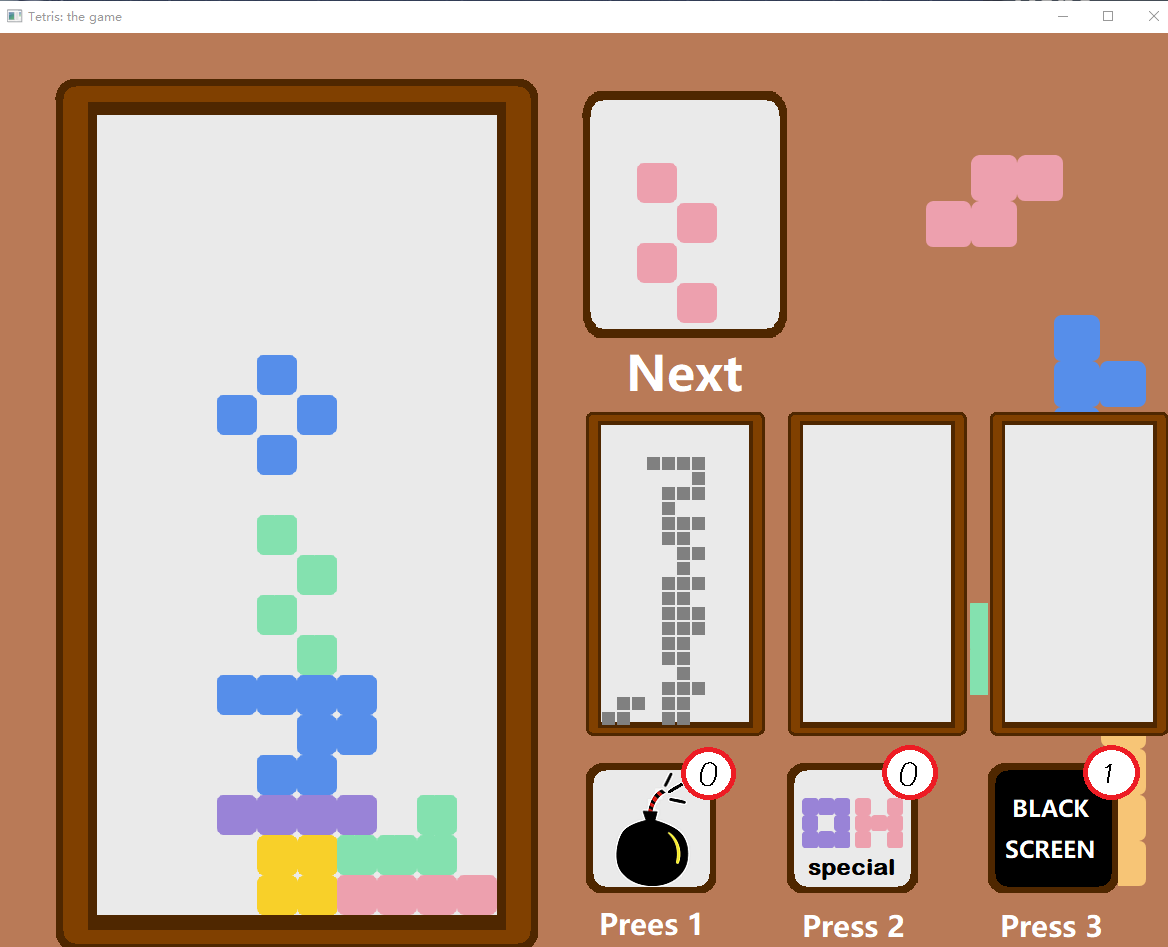 Tetris: the game
Next
0
0
1
special
BLACK
SCREEN
Prees 1
Press 2
Press 3